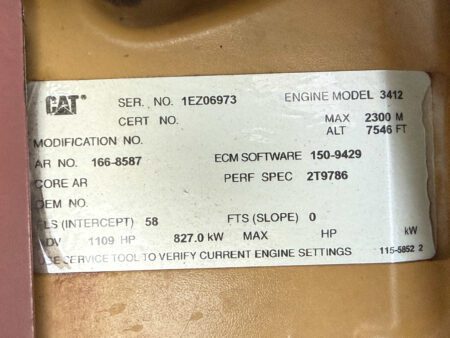 CAT® SER. NO. 1EZ06973 ENGINE MODEL 3412
CERT NO. MAX 2300 M
MODIFICATION NO. ALT 7546 FT
AR NO. 166-8587 ECM SOFTWARE 150-9429
CORE AR PERF SPEC 2T9786
OEM NO.
FLS (INTERCEPT) 58 FTS (SLOPE) 0
ADV 1109 HP 827.0 kW MAX HP kW
SERVICE TOOL TO VERIFY CURRENT ENGINE SETTINGS 115-5852 2